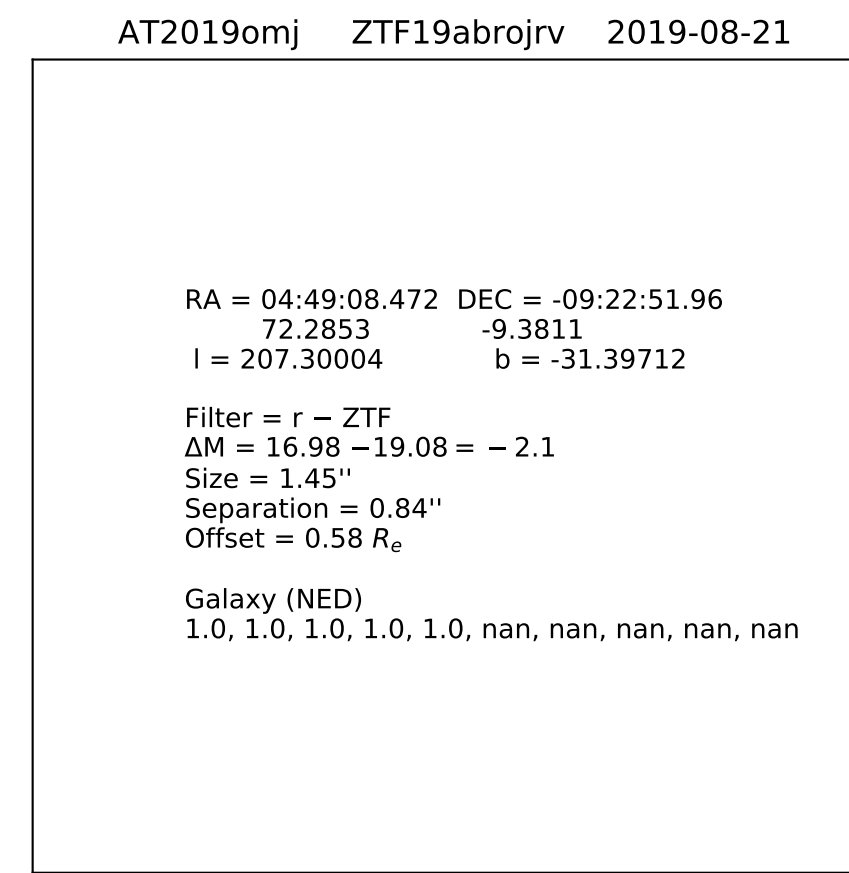 AT2019omj ZTF19abrojrv 2019-08-21
RA = 04:49:08.472 DEC = -09:22:51.96
72.2853 -9.3811
l = 207.30004 b = -31.39712
Filter = r − ZTF
ΔM = 16.98 −19.08 = − 2.1
Size = 1.45''
Separation = 0.84''
Offset = 0.58 Rₑ
Galaxy (NED)
1.0, 1.0, 1.0, 1.0, 1.0, nan, nan, nan, nan, nan